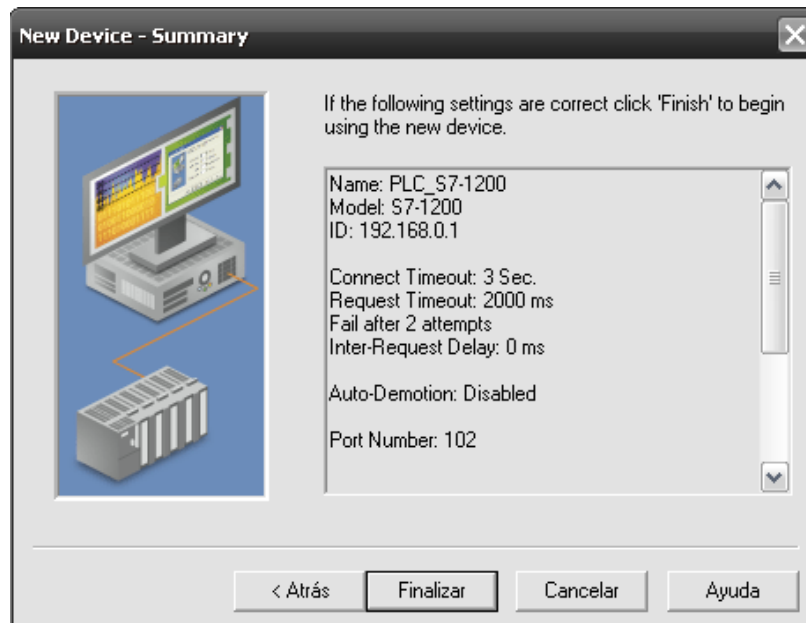 New Device - Summary
If the following settings are correct click 'Finish' to begin
using the new device.
Name: PLC_S7-1200
Model: S7-1200
ID: 192.168.0.1
Connect Timeout: 3 Sec.
Request Timeout: 2000 ms
Fail after 2 attempts
Inter-Request Delay: 0 ms
Auto-Demotion: Disabled
Port Number: 102
< Atrás Finalizar Cancelar Ayuda